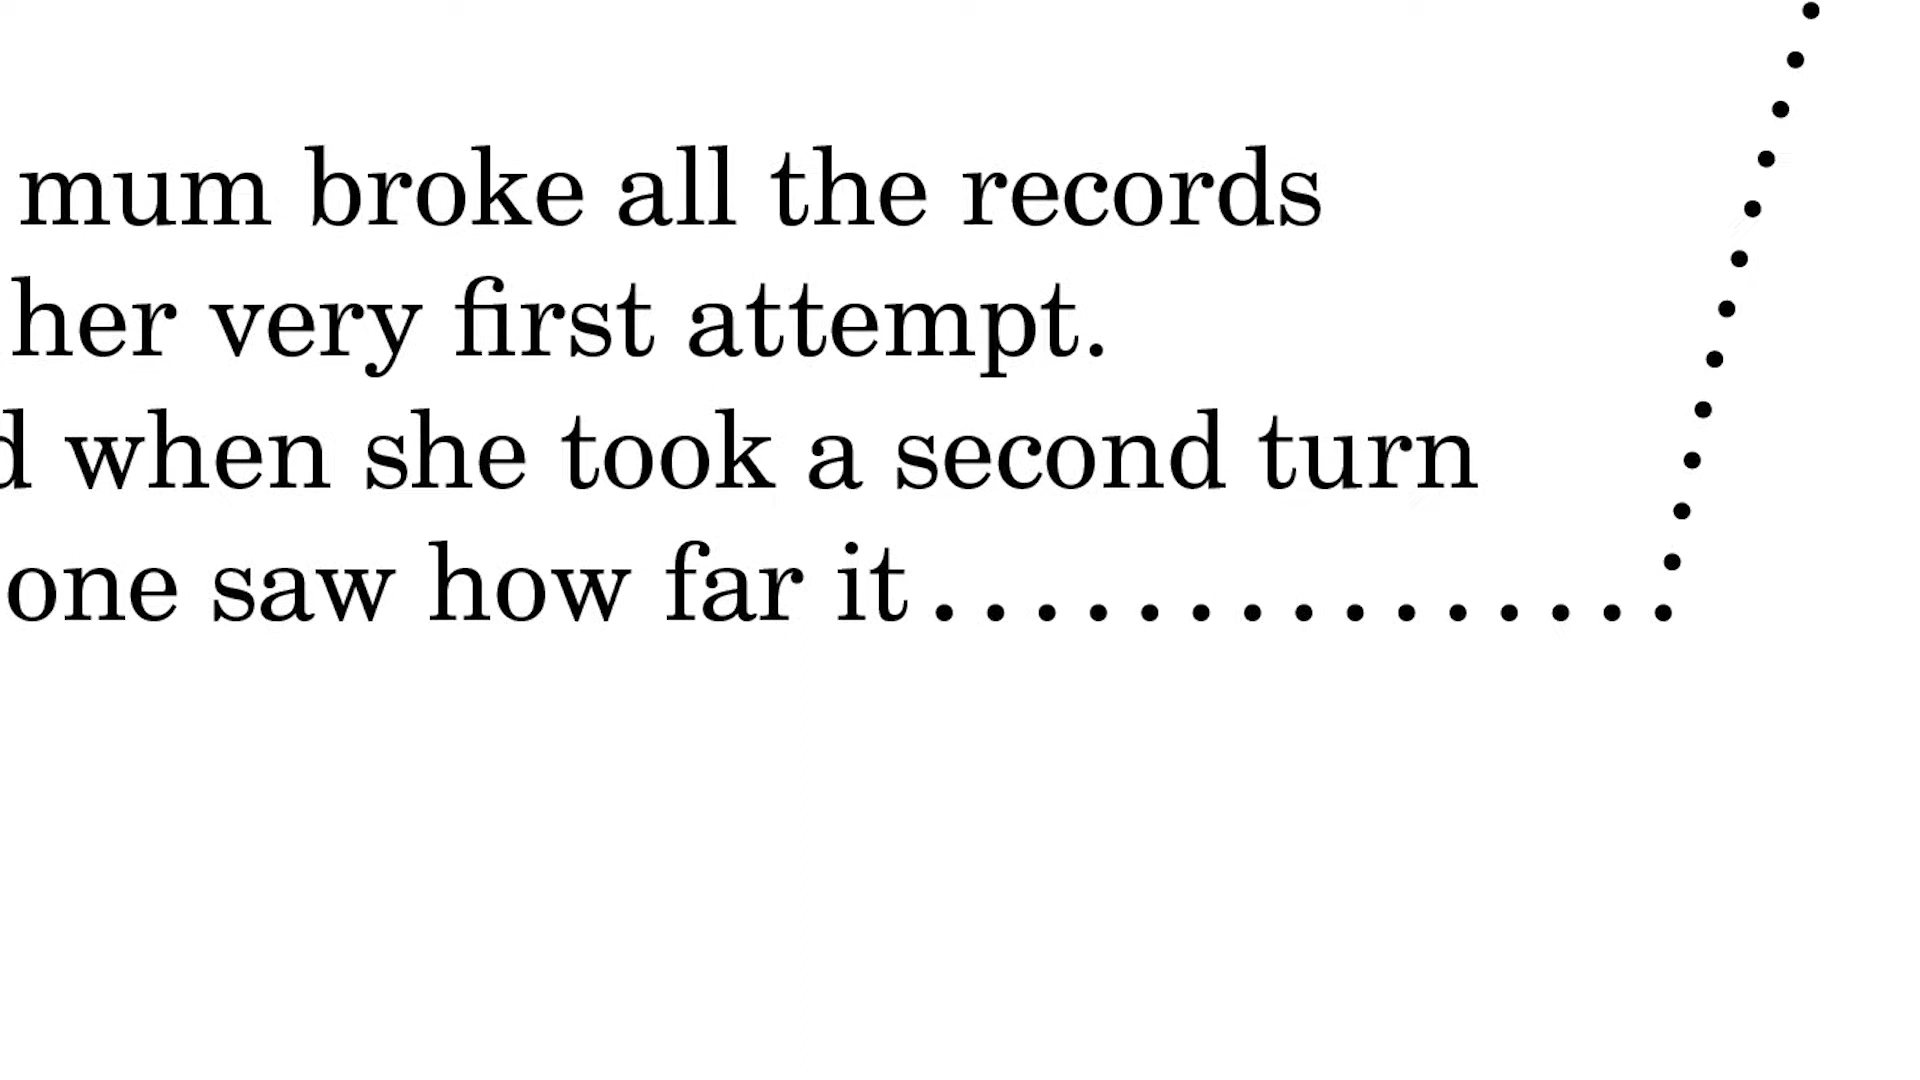 mum broke all the records
her very first attempt.
d when she took a second turn
one saw how far it...............